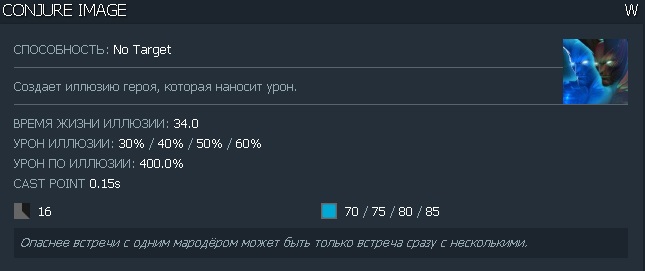 CONJURE IMAGE W
СПОСОБНОСТЬ: No Target
Создает иллюзию героя, которая наносит урон.
ВРЕМЯ ЖИЗНИ ИЛЛЮЗИИ: 34.0
УРОН ИЛЛЮЗИИ: 30% / 40% / 50% / 60%
УРОН ПО ИЛЛЮЗИИ: 400.0%
CAST POINT 0.15s
16 70 / 75 / 80 / 85
Опаснее встречи с одним мародёром может быть только встреча сразу с несколькими.